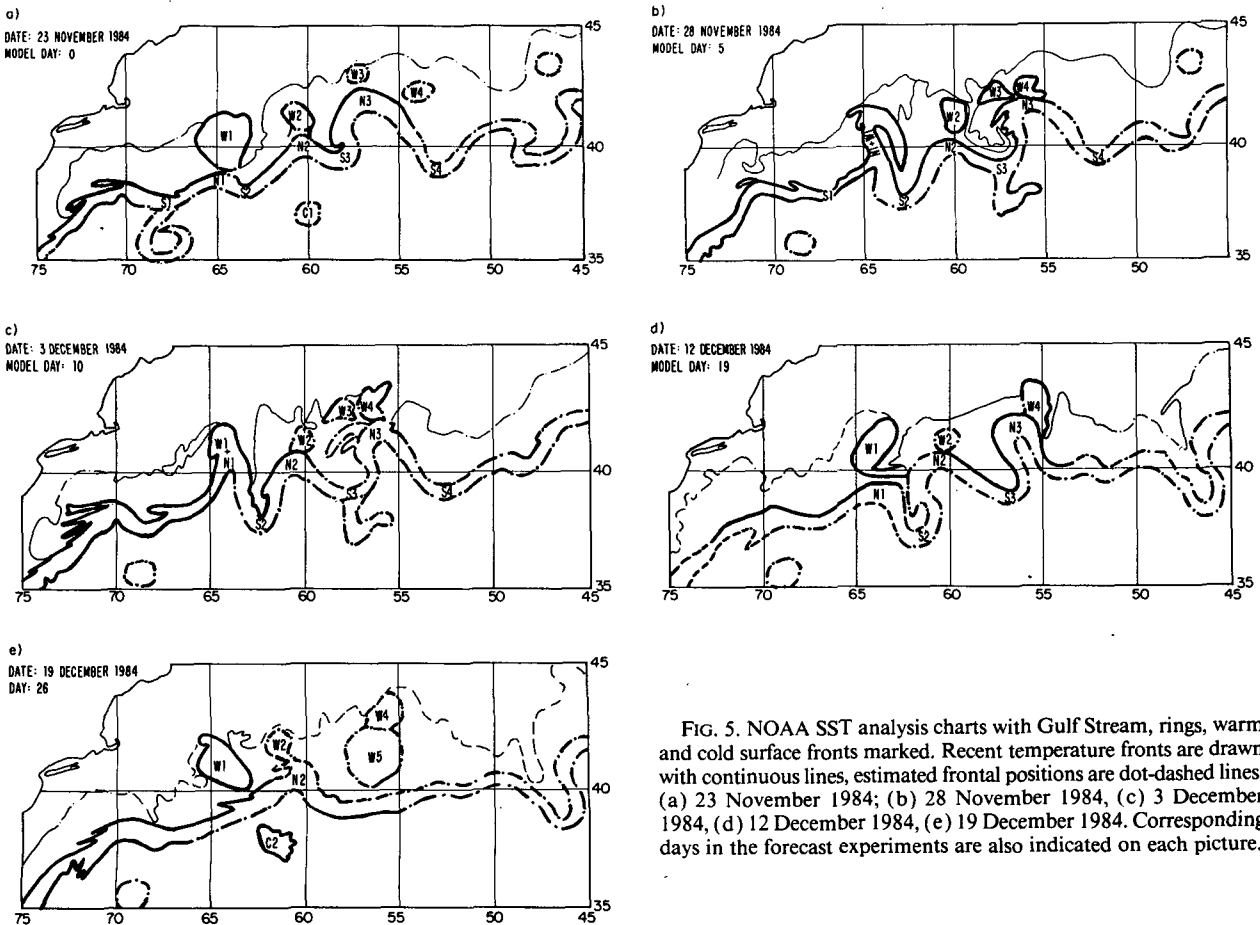 a)
DATE: 23 NOVEMBER 1984
MODEL DAY: 0
W1
W2
W3
W4
N1
N2
N3
S1
S2
S3
S4
C1
45
40
35
75 70 65 60 55 50 45
b)
DATE: 28 NOVEMBER 1984
MODEL DAY: 5
W1+N1
W2
W3
W4
N2
N3
S1
S2
S3
S4
45
40
35
75 70 65 60 55 50 45
c)
DATE: 3 DECEMBER 1984
MODEL DAY: 10
W1
+
N1
W2
W3
W4
N2
N3
S2
S3
S4
45
40
35
75 70 65 60 55 50 45
d)
DATE: 12 DECEMBER 1984
MODEL DAY: 19
W1
W2
W4
N1
N2
N3
S2
S3
45
40
35
75 70 65 60 55 50 45
e)
DATE: 19 DECEMBER 1984
DAY: 26
W1
W2
W4
W5
N2
C2
45
40
35
75 70 65 60 55 50 45
FIG. 5. NOAA SST analysis charts with Gulf Stream, rings, warm
and cold surface fronts marked. Recent temperature fronts are drawn
with continuous lines, estimated frontal positions are dot-dashed lines
(a) 23 November 1984; (b) 28 November 1984, (c) 3 December
1984, (d) 12 December 1984, (e) 19 December 1984. Corresponding
days in the forecast experiments are also indicated on each picture.